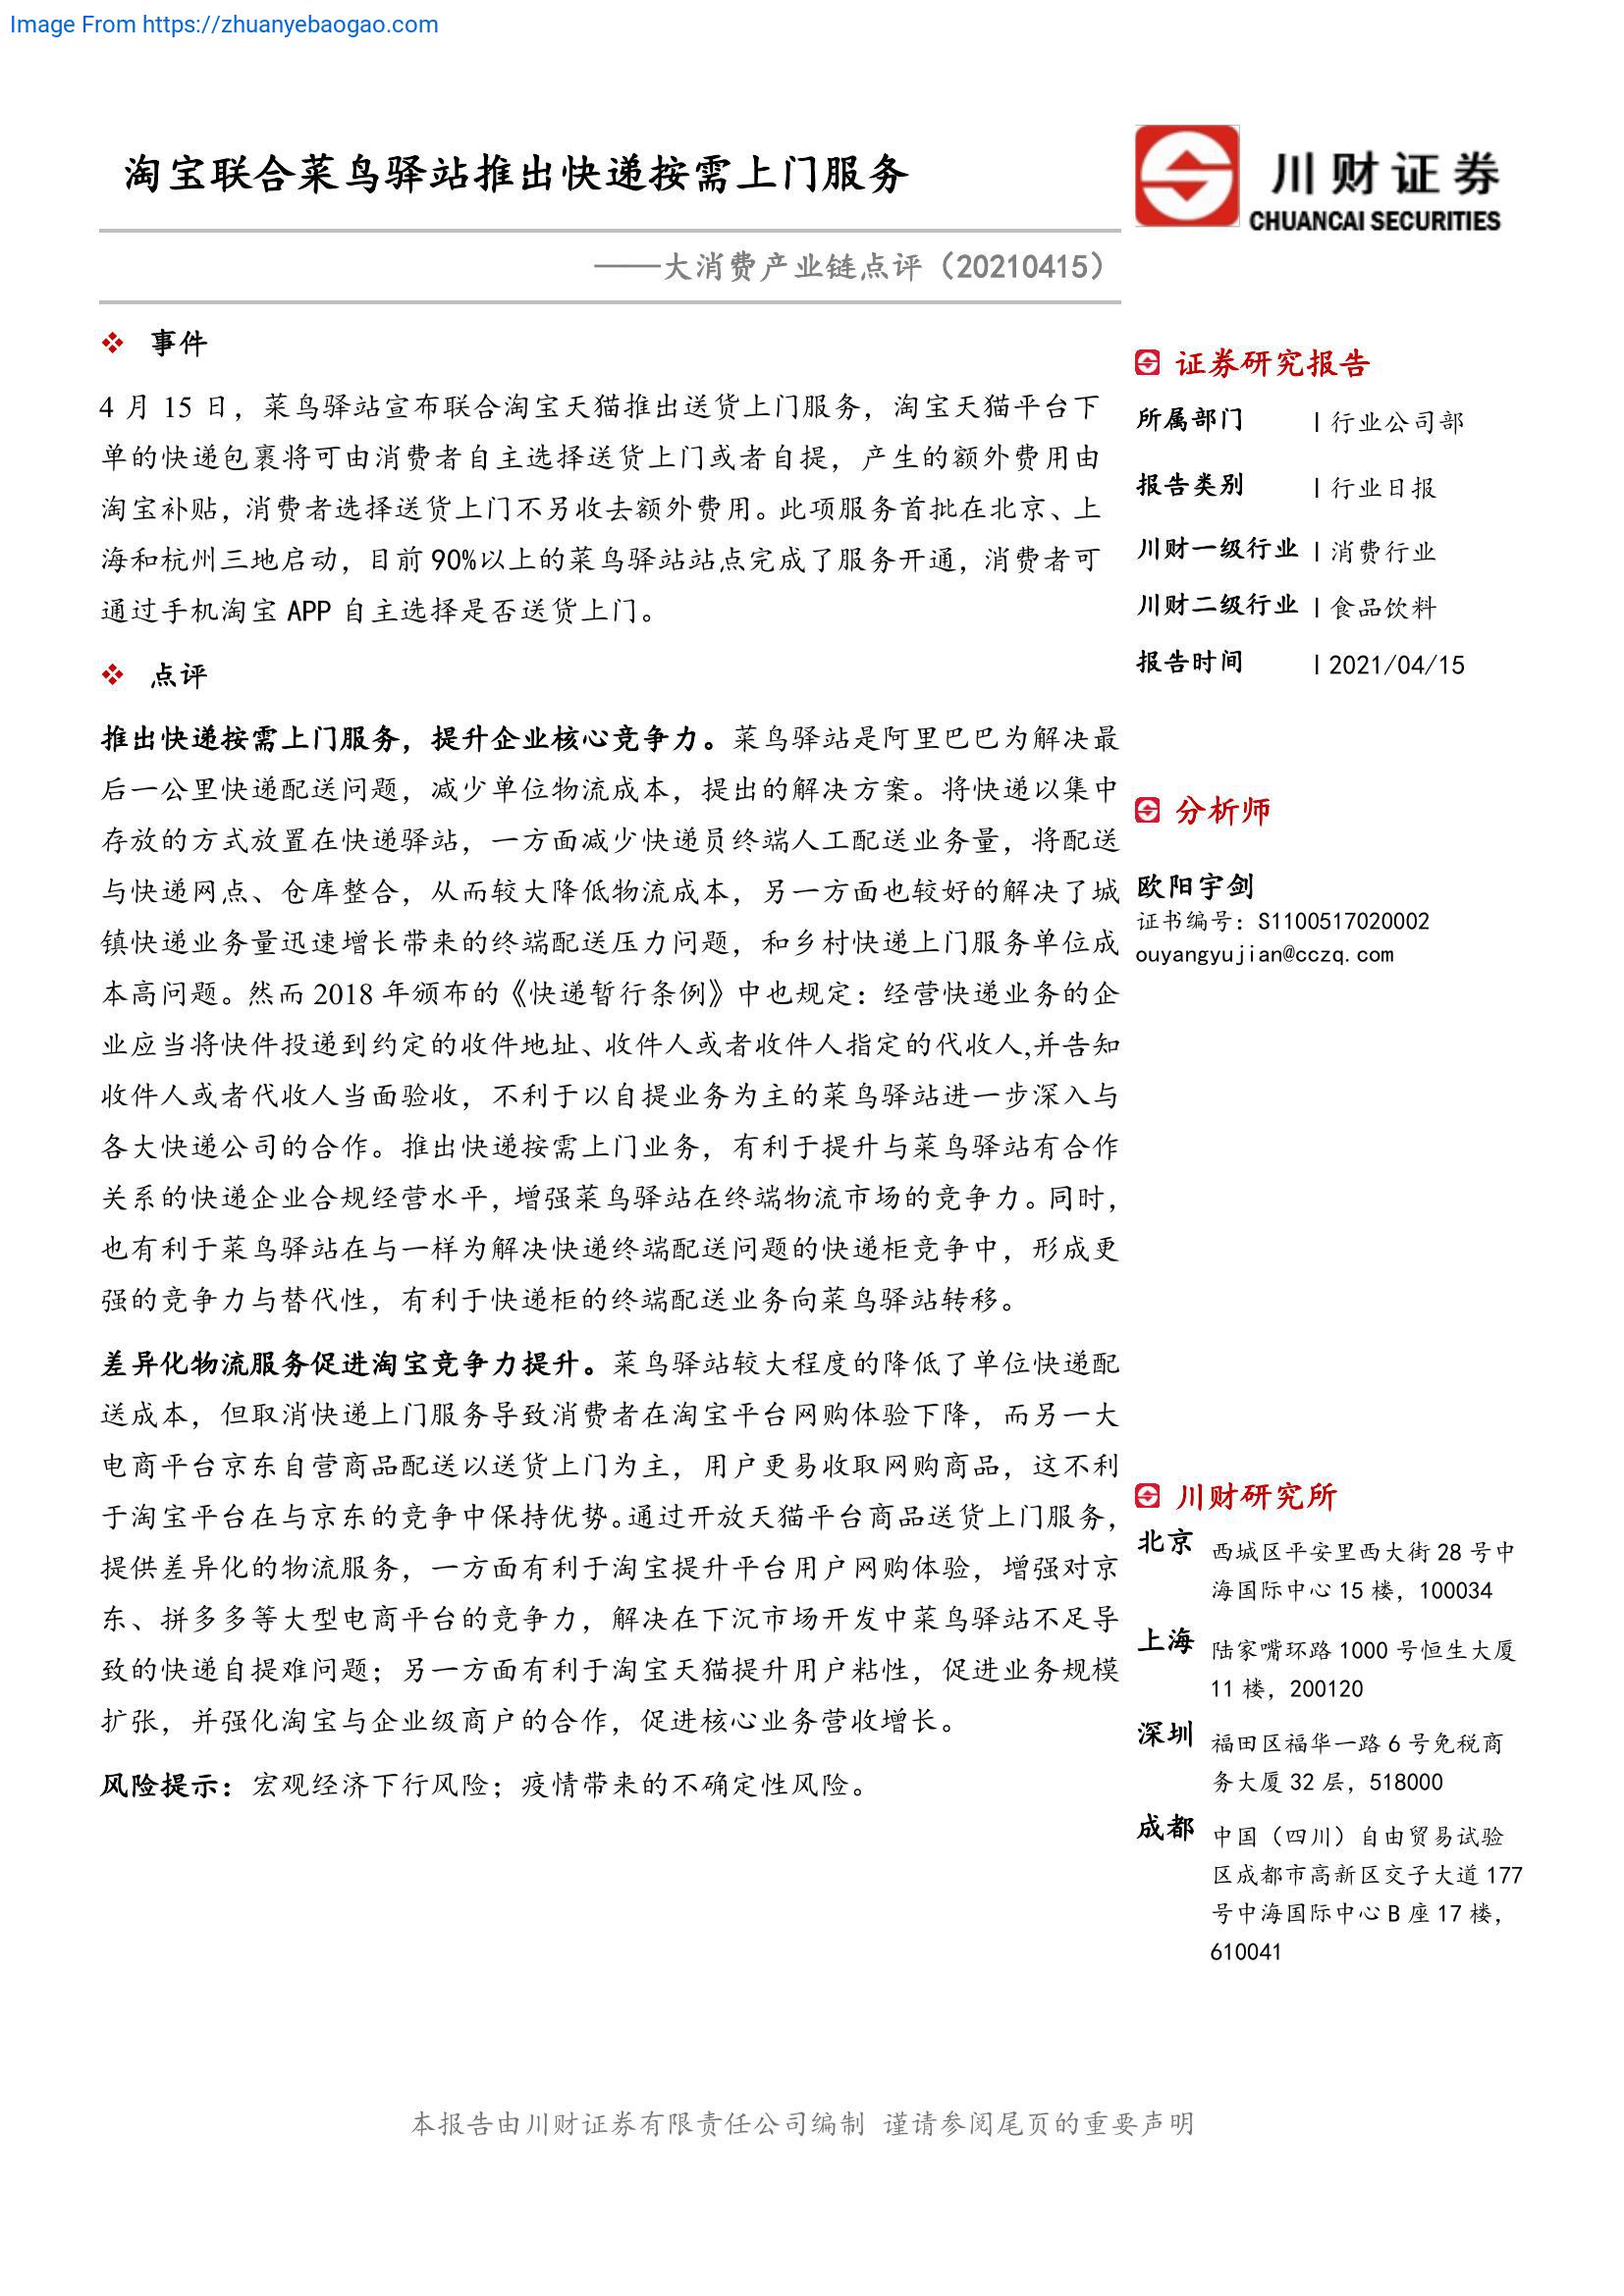 Image From https://zhuanyebaogao.com
淘宝联合菜鸟驿站推出快递按需上门服务
——大消费产业链点评（20210415）
川财证券
CHUANCAI SECURITIES
事件
4 月 15 日，菜鸟驿站宣布联合淘宝天猫推出送货上门服务，淘宝天猫平台下
单的快递包裹将可由消费者自主选择送货上门或者自提，产生的额外费用由
淘宝补贴，消费者选择送货上门不另收去额外费用。此项服务首批在北京、上
海和杭州三地启动，目前 90%以上的菜鸟驿站站点完成了服务开通，消费者可
通过手机淘宝 APP 自主选择是否送货上门。
点评
推出快递按需上门服务，提升企业核心竞争力。菜鸟驿站是阿里巴巴为解决最
后一公里快递配送问题，减少单位物流成本，提出的解决方案。将快递以集中
存放的方式放置在快递驿站，一方面减少快递员终端人工配送业务量，将配送
与快递网点、仓库整合，从而较大降低物流成本，另一方面也较好的解决了城
镇快递业务量迅速增长带来的终端配送压力问题，和乡村快递上门服务单位成
本高问题。然而 2018 年颁布的《快递暂行条例》中也规定：经营快递业务的企
业应当将快件投递到约定的收件地址、收件人或者收件人指定的代收人,并告知
收件人或者代收人当面验收，不利于以自提业务为主的菜鸟驿站进一步深入与
各大快递公司的合作。推出快递按需上门业务，有利于提升与菜鸟驿站有合作
关系的快递企业合规经营水平，增强菜鸟驿站在终端物流市场的竞争力。同时，
也有利于菜鸟驿站在与一样为解决快递终端配送问题的快递柜竞争中，形成更
强的竞争力与替代性，有利于快递柜的终端配送业务向菜鸟驿站转移。
差异化物流服务促进淘宝竞争力提升。菜鸟驿站较大程度的降低了单位快递配
送成本，但取消快递上门服务导致消费者在淘宝平台网购体验下降，而另一大
电商平台京东自营商品配送以送货上门为主，用户更易收取网购商品，这不利
于淘宝平台在与京东的竞争中保持优势。通过开放天猫平台商品送货上门服务，
提供差异化的物流服务，一方面有利于淘宝提升平台用户网购体验，增强对京
东、拼多多等大型电商平台的竞争力，解决在下沉市场开发中菜鸟驿站不足导
致的快递自提难问题；另一方面有利于淘宝天猫提升用户粘性，促进业务规模
扩张，并强化淘宝与企业级商户的合作，促进核心业务营收增长。
风险提示：宏观经济下行风险；疫情带来的不确定性风险。
证券研究报告
所属部门 | 行业公司部
报告类别 | 行业日报
川财一级行业 | 消费行业
川财二级行业 | 食品饮料
报告时间 | 2021/04/15
分析师
欧阳宇剑
证书编号：S1100517020002
ouyangyujian@cczq.com
川财研究所
北京 西城区平安里西大街 28 号中
海国际中心 15 楼，100034
上海 陆家嘴环路 1000 号恒生大厦
11 楼，200120
深圳 福田区福华一路 6 号免税商
务大厦 32 层，518000
成都 中国（四川）自由贸易试验
区成都市高新区交子大道 177
号中海国际中心 B 座 17 楼，
610041
本报告由川财证券有限责任公司编制 谨请参阅尾页的重要声明